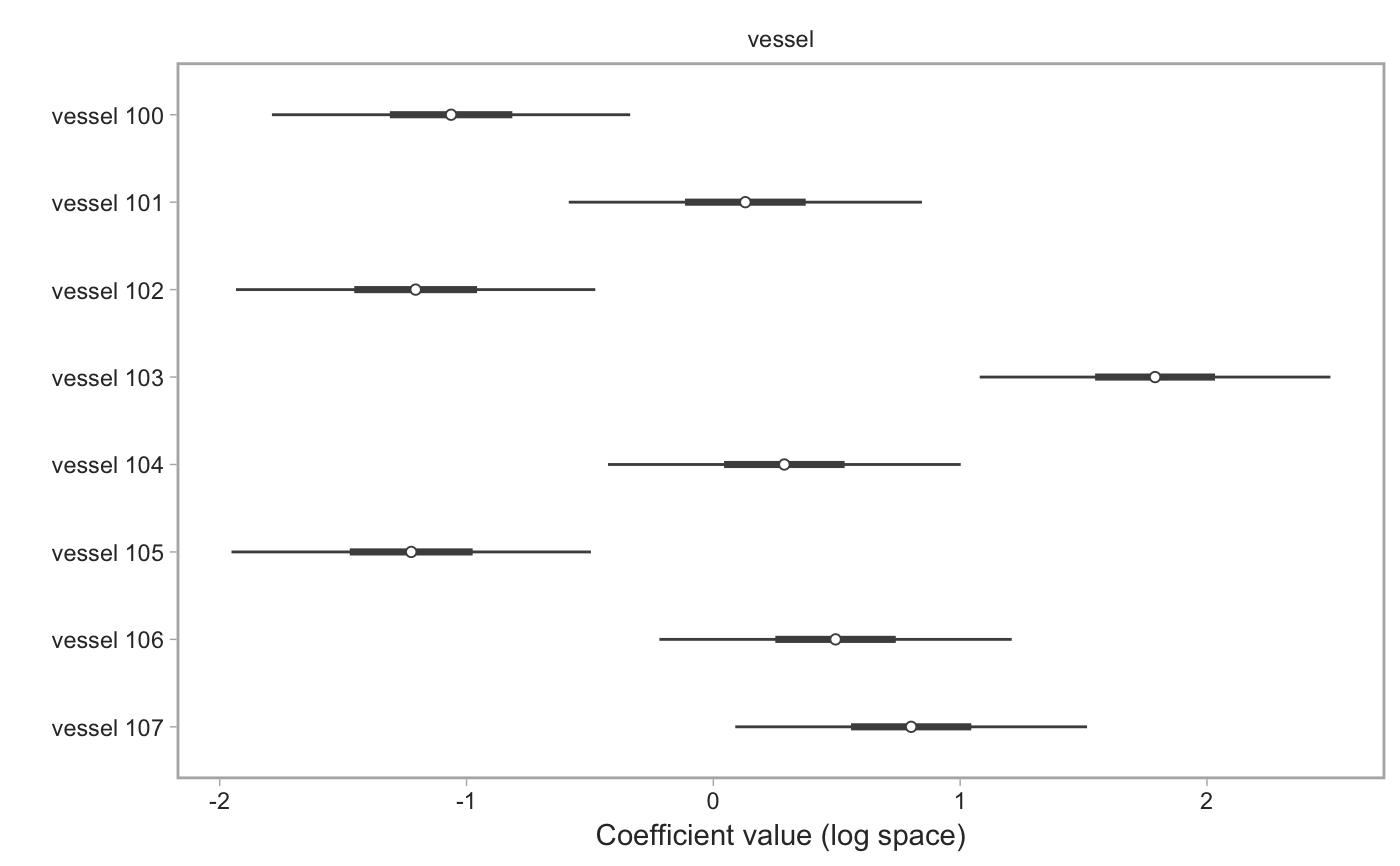 vessel
vessel 100
vessel 101
vessel 102
vessel 103
vessel 104
vessel 105
vessel 106
vessel 107
-2 -1 0 1 2
Coefficient value (log space)